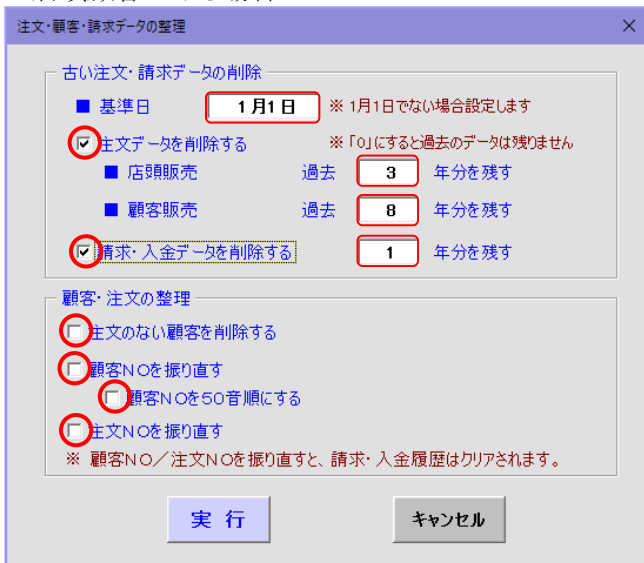 注文・顧客・請求データの整理
古い注文・請求データの削除
■ 基準日 1月1日 ※ 1月1日でない場合設定します
注文データを削除する ※「0」にすると過去のデータは残りません
■ 店頭販売 過去 3 年分を残す
■ 顧客販売 過去 8 年分を残す
請求・入金データを削除する 1 年分を残す
顧客・注文の整理
注文のない顧客を削除する
顧客NOを振り直す
顧客NOを50音順にする
注文NOを振り直す
※ 顧客NO/注文NOを振り直すと、請求・入金履歴はクリアされます。
実 行 キャンセル